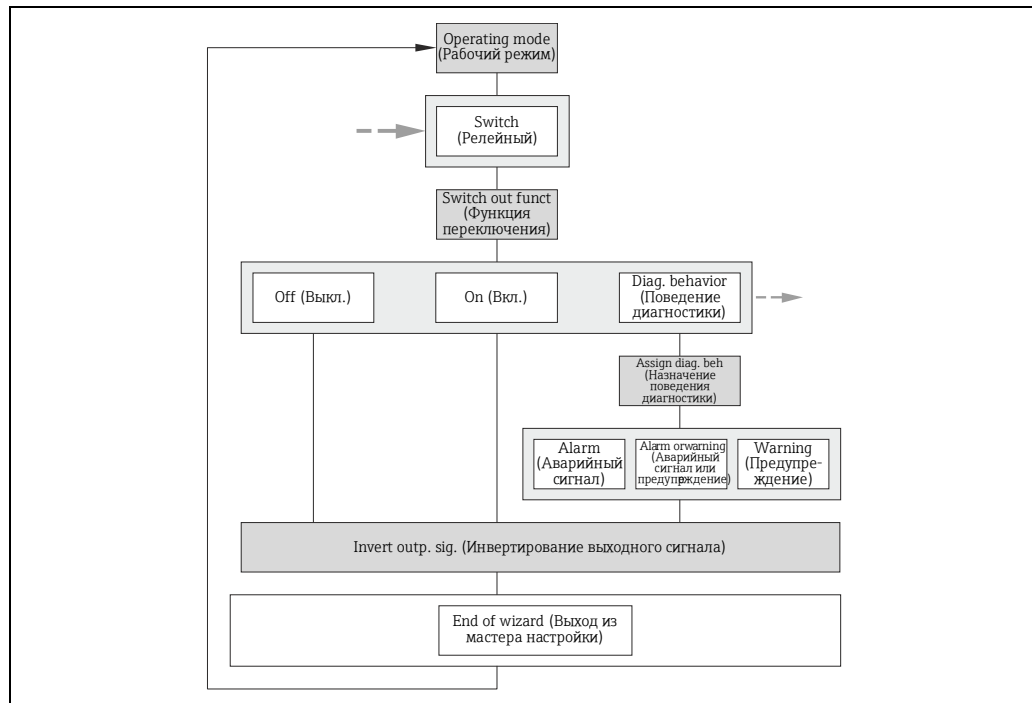 Operating mode
(Рабочий режим)
Switch
(Релейный)
Switch out funct
(Функция
переключения)
Off (Выкл.)
On (Вкл.)
Diag. behavior
(Поведение
диагностики)
Assign diag. beh
(Назначение
поведения
диагностики)
Alarm
(Аварийный
сигнал)
Alarm orwarning
(Аварийный
сигнал или
предупреждение)
Warning
(Предупре-
ждение)
Invert outp. sig. (Инвертирование выходного сигнала)
End of wizard (Выход из
мастера настройки)